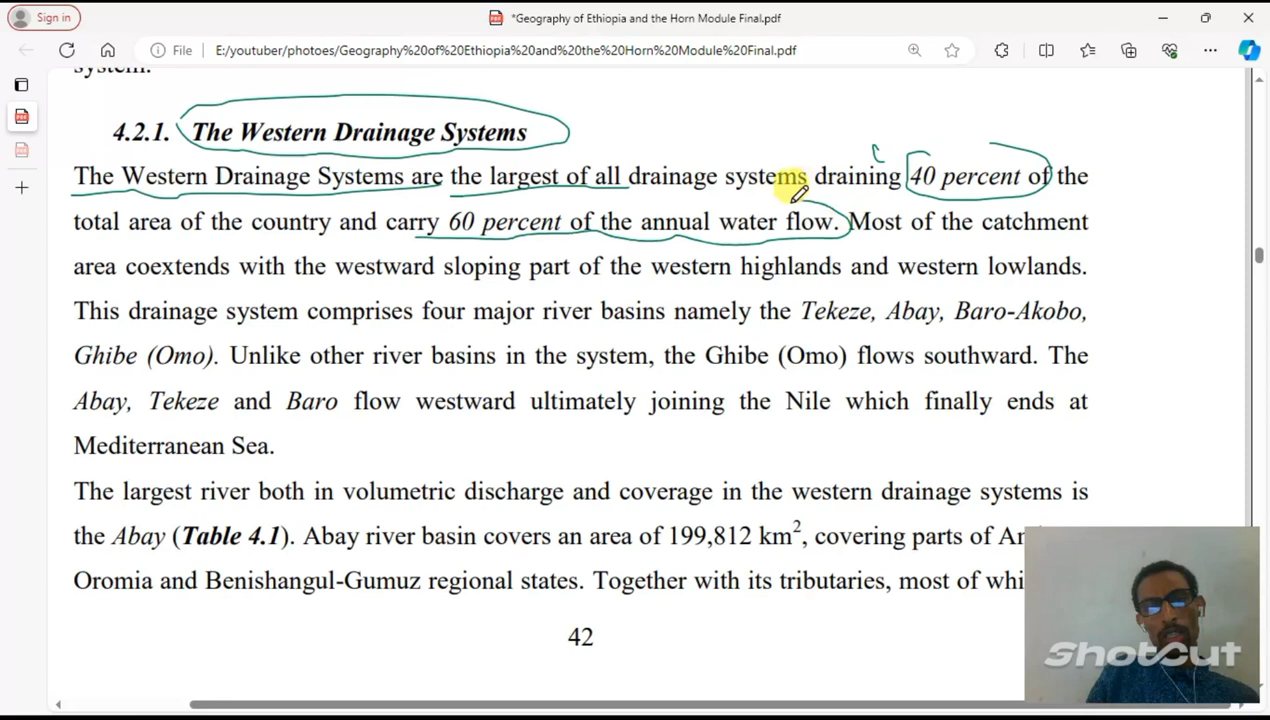 Sign in
*Geography of Ethiopia and the Horn Module Final.pdf
File E:/youtuber/photoes/Geography%20of%20Ethiopia%20and%20the%20Horn%20Module%20Final.pdf
system.
4.2.1. The Western Drainage Systems
The Western Drainage Systems are the largest of all drainage systems draining 40 percent of the
total area of the country and carry 60 percent of the annual water flow. Most of the catchment
area coextends with the westward sloping part of the western highlands and western lowlands.
This drainage system comprises four major river basins namely the Tekeze, Abay, Baro-Akobo,
Ghibe (Omo). Unlike other river basins in the system, the Ghibe (Omo) flows southward. The
Abay, Tekeze and Baro flow westward ultimately joining the Nile which finally ends at
Mediterranean Sea.
The largest river both in volumetric discharge and coverage in the western drainage systems is
the Abay (Table 4.1). Abay river basin covers an area of 199,812 km², covering parts of
Oromia and Benishangul-Gumuz regional states. Together with its tributaries, most of
42
SHOTCUT